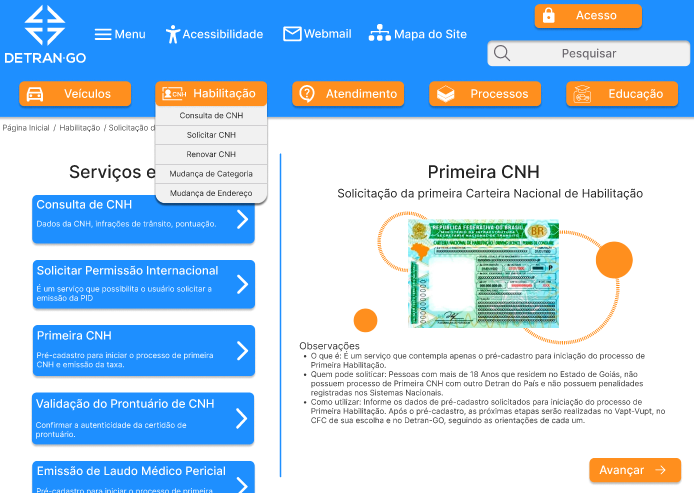 DETRAN-GO
Menu
Acessibilidade
Webmail
Mapa do Site
Acesso
Pesquisar
Veículos
CNH Habilitação
Atendimento
Processos
Educação
Consulta de CNH
Solicitar CNH
Renovar CNH
Mudança de Categoria
Mudança de Endereço
Página Inicial / Habilitação / Solicitação d
Serviços e
Consulta de CNH
Dados da CNH, infrações de trânsito, pontuação.
Solicitar Permissão Internacional
É um serviço que possibilita o usuário solicitar a
emissão da PID
Primeira CNH
Pré-cadastro para iniciar o processo de primeira
CNH e emissão da taxa.
Validação do Prontuário de CNH
Confirmar a autenticidade da certidão de
prontuário.
Emissão de Laudo Médico Pericial
Pré-cadastro para iniciar o processo de primeira
Primeira CNH
Solicitação da primeira Carteira Nacional de Habilitação
REPÚBLICA FEDERATIVA DO BRASIL
BR
Observações
• O que é: É um serviço que contempla apenas o pré-cadastro para iniciação do processo de
Primeira Habilitação.
• Quem pode soliticar: Pessoas com mais de 18 Anos que residem no Estado de Goiás, não
possuem processo de Primeira CNH com outro Detran do País e não possuem penalidades
registradas nos Sistemas Nacionais.
• Como utilizar: Informe os dados de pré-cadastro solicitados para iniciação do processo de
Primeira Habilitação. Após o pré-cadastro, as próximas etapas serão realizadas no Vapt-Vupt, no
CFC de sua escolha e no Detran-GO, seguindo as orientações de cada um.
Avançar